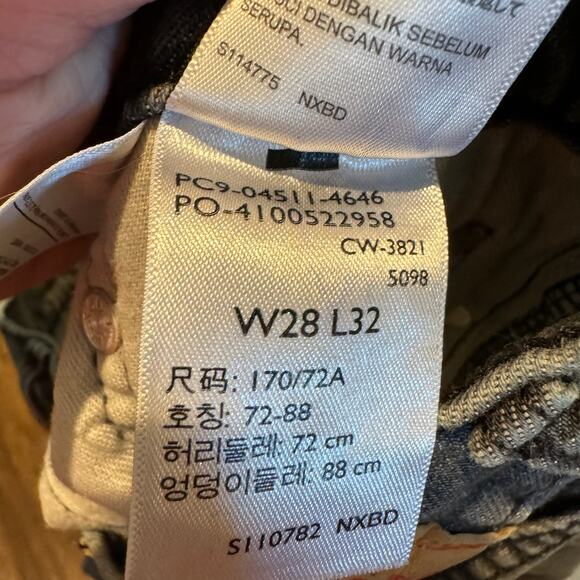 て
DIBALIK SEBELUM
CI DENGAN WARNA
SERUPA.
S114775 NXBD
PC9-04511-4646
PO-4100522958
CW-3821
5098
W28 L32
尺码: 170/72A
호칭: 72-88
허리둘레: 72 cm
엉덩이둘레: 88 cm
S110782 NXBD